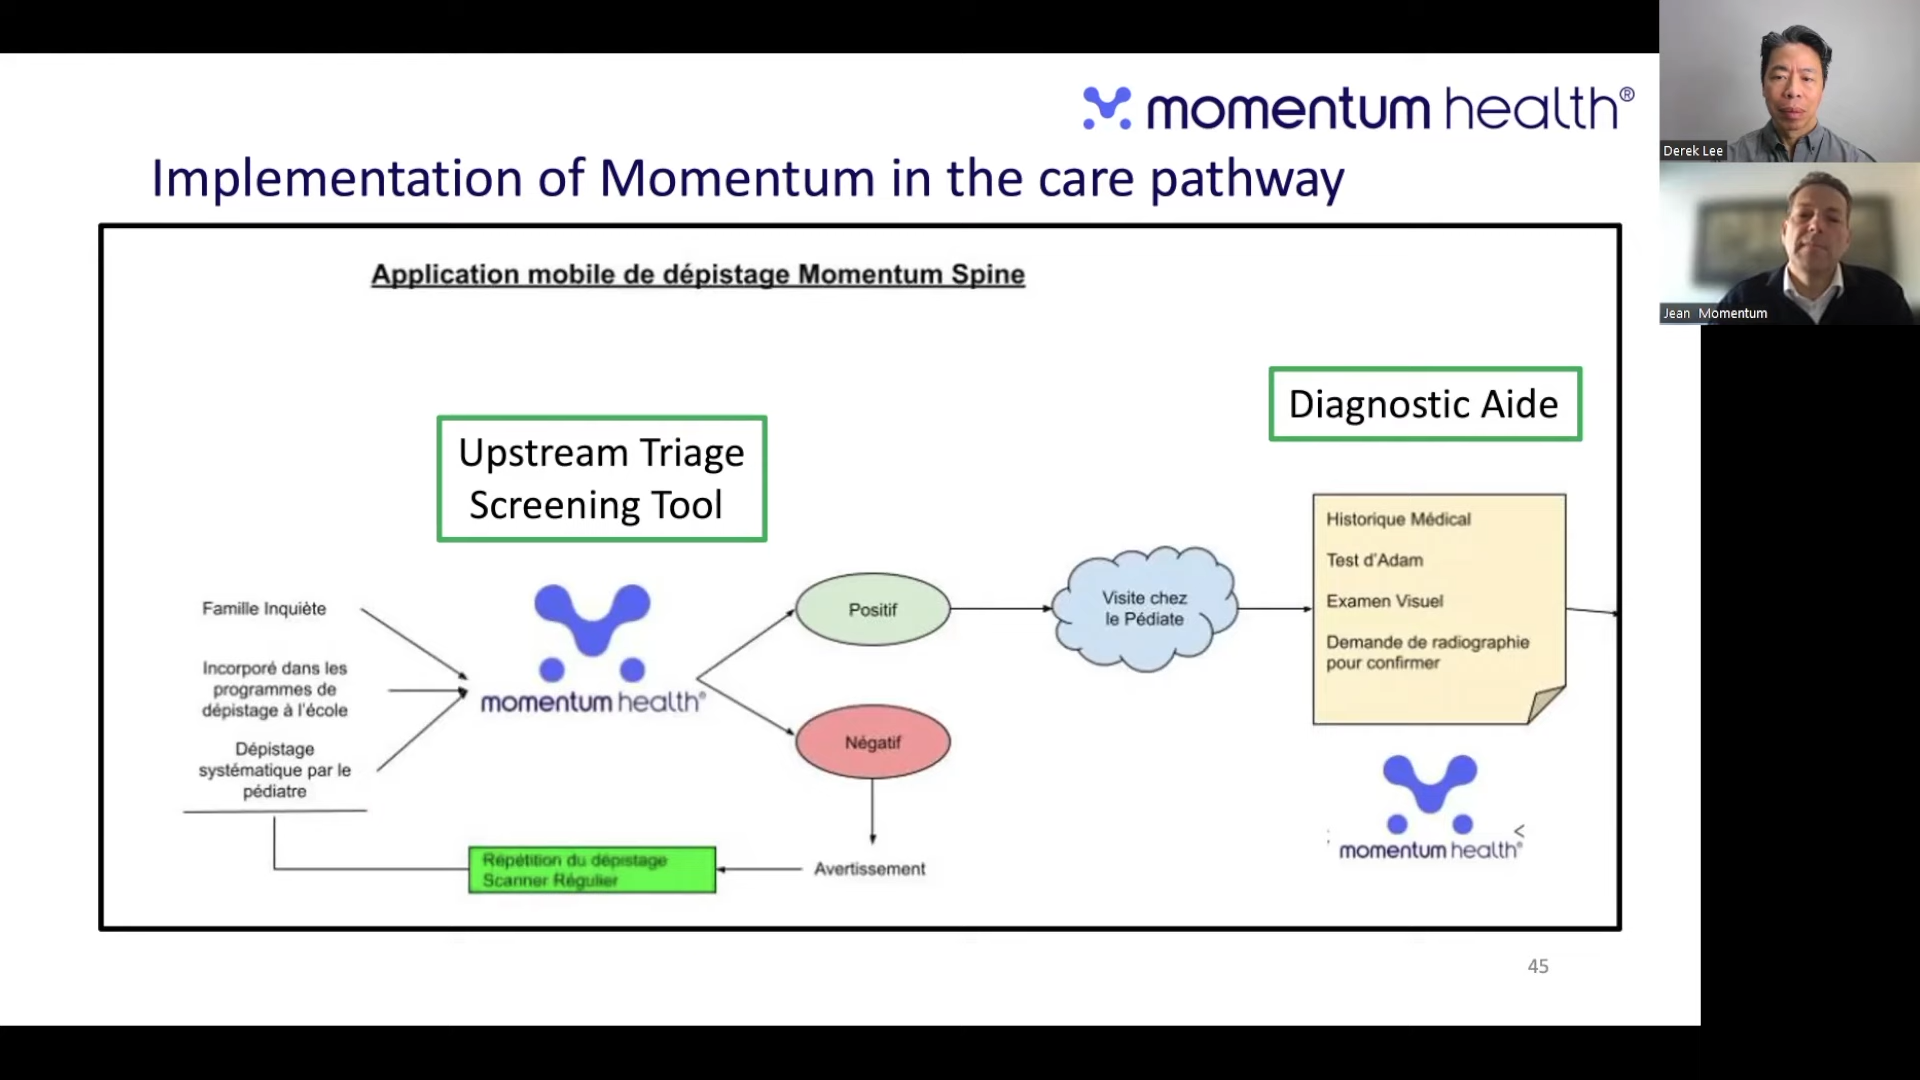 momentum health®
Derek Lee
Implementation of Momentum in the care pathway
Jean Momentum
Application mobile de dépistage Momentum Spine
Diagnostic Aide
Upstream Triage
Screening Tool
Historique Médical
Test d'Adam
Examen Visuel
Demande de radiographie
pour confirmer
Famille Inquiète
Incorporé dans les
programmes de
dépistage à l'école
Dépistage
systématique par le
pédiatre
momentum health®
Positif
Négatif
Visite chez
le Pédiate
Avertissement
Répétition du dépistage
Scanner Régulier
momentum health®
<
45